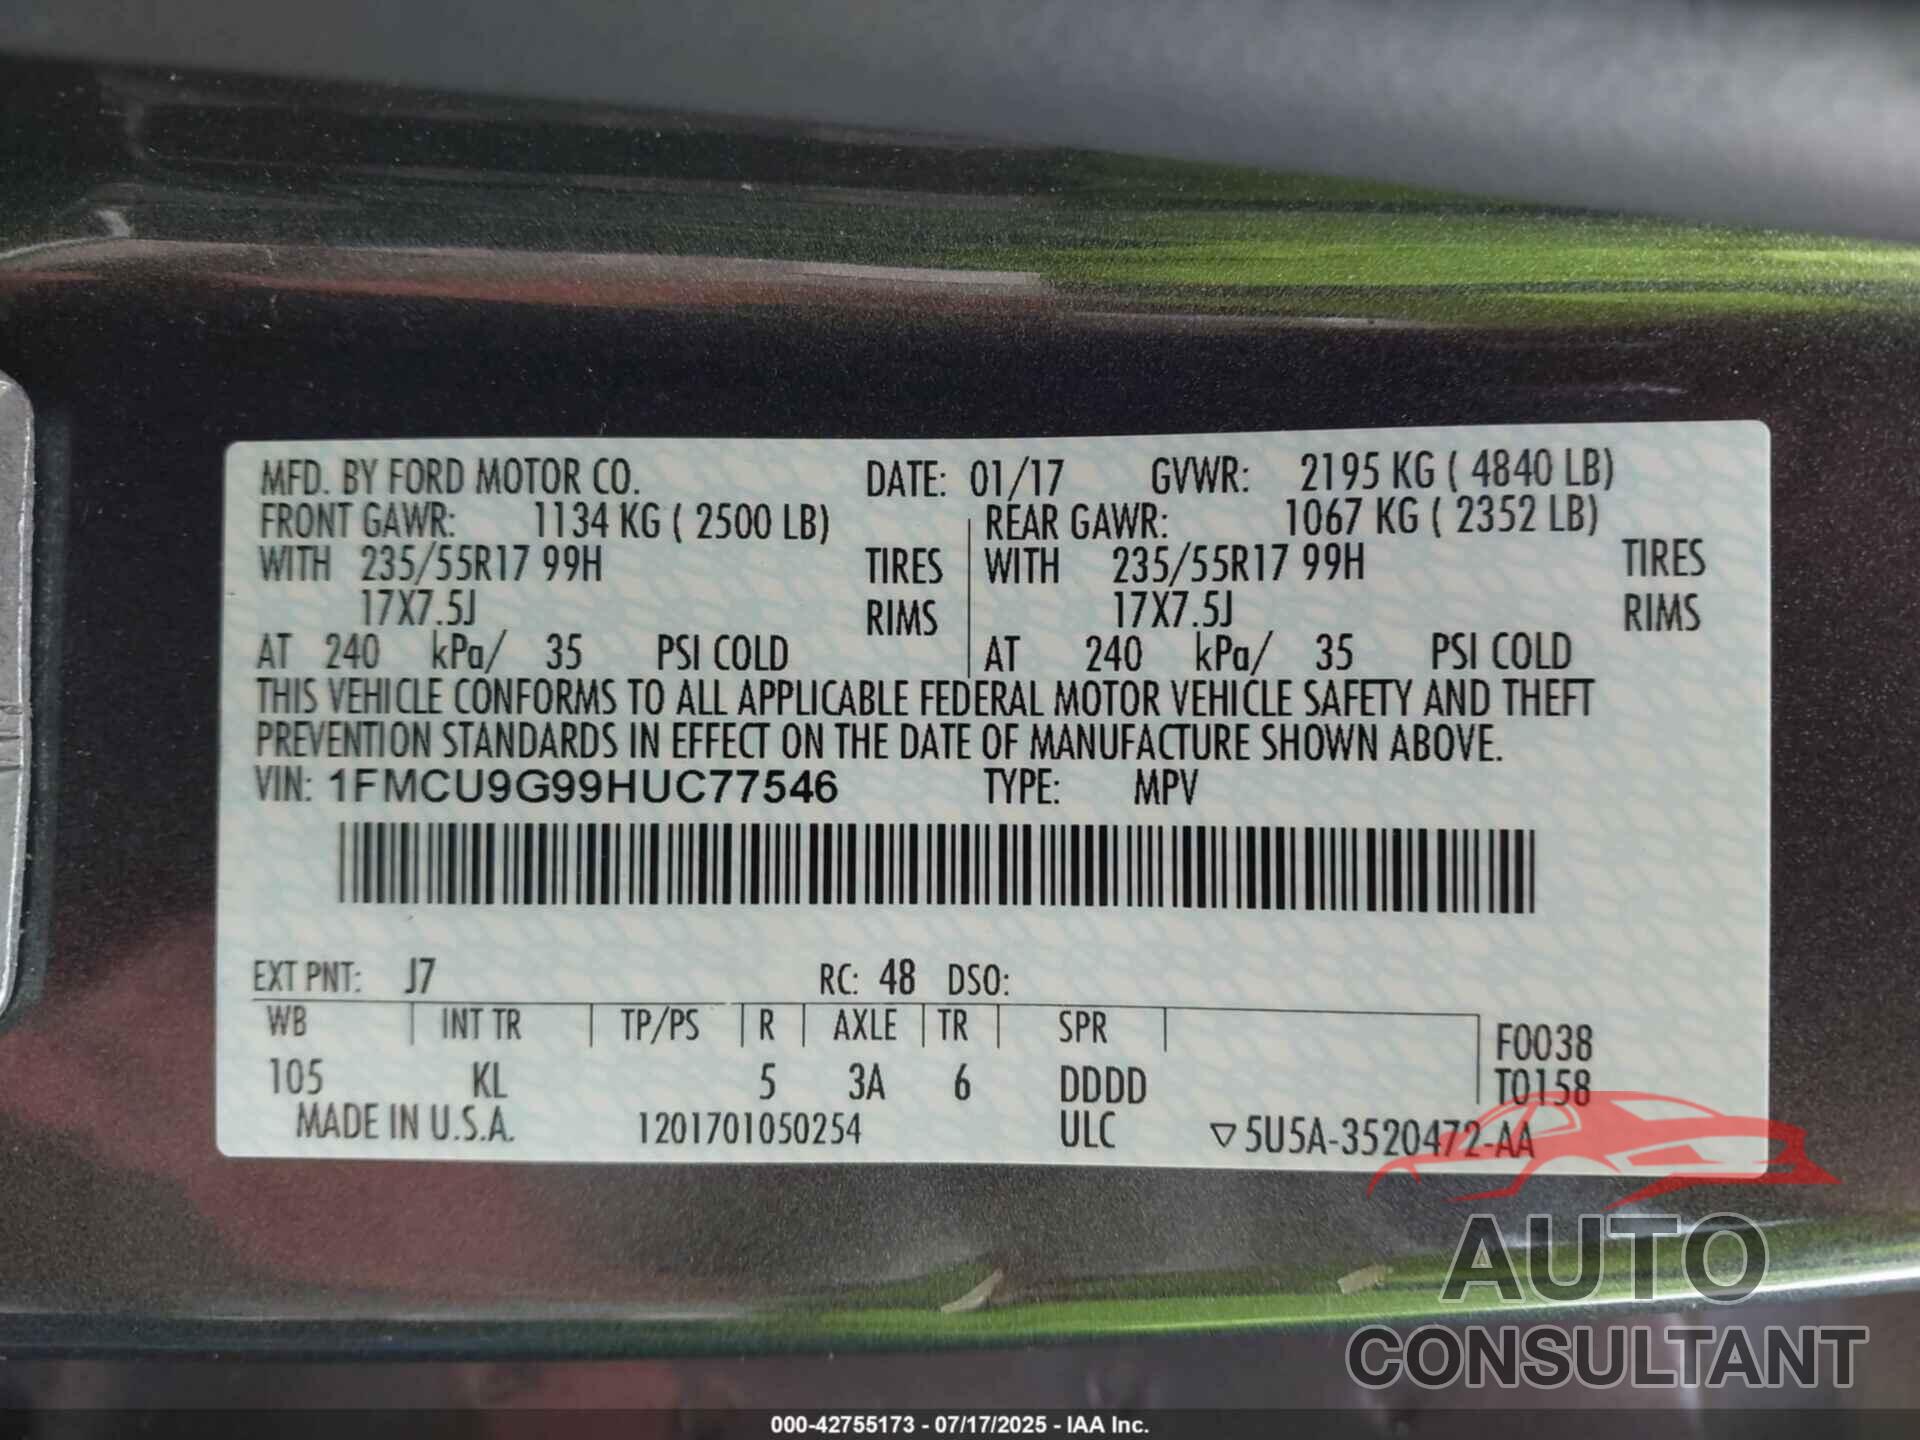 MFD. BY FORD MOTOR CO. DATE: 01/17 GVWR: 2195 KG ( 4840 LB)
FRONT GAWR: 1134 KG ( 2500 LB) REAR GAWR: 1067 KG ( 2352 LB)
WITH 235/55R17 99H TIRES WITH 235/55R17 99H TIRES
17X7.5J RIMS 17X7.5J RIMS
AT 240 kPa/ 35 PSI COLD AT 240 kPa/ 35 PSI COLD
THIS VEHICLE CONFORMS TO ALL APPLICABLE FEDERAL MOTOR VEHICLE SAFETY AND THEFT
PREVENTION STANDARDS IN EFFECT ON THE DATE OF MANUFACTURE SHOWN ABOVE.
VIN: 1FMCU9G99HUC77546 TYPE: MPV
EXT PNT: J7 RC: 48 DSO:
WB INT TR TP/PS R AXLE TR SPR F0038
105 KL 5 3A 6 DDDD T0158
MADE IN U.S.A. 1201701050254 ULC ▽5U5A-3520472-AA
AUTO
CONSULTANT
000-42755173 - 07/17/2025 - IAA Inc.